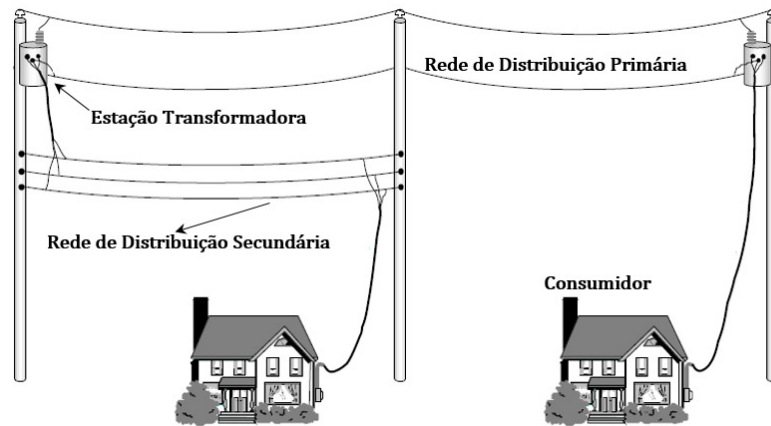 Rede de Distribuição Primária
Estação Transformadora
Rede de Distribuição Secundária
Consumidor